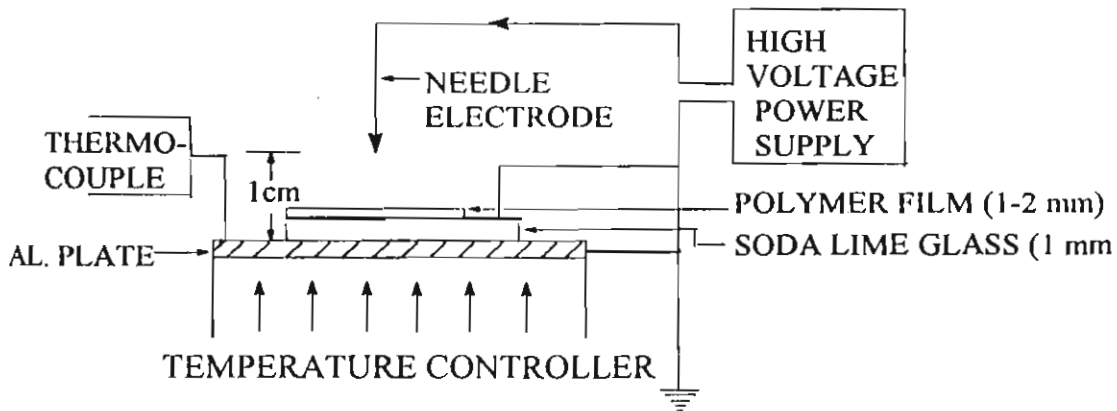 HIGH
VOLTAGE
POWER
SUPPLY
NEEDLE
ELECTRODE
THERMO-
COUPLE
1cm
POLYMER FILM (1-2 mm)
SODA LIME GLASS (1 mm
AL. PLATE
TEMPERATURE CONTROLLER